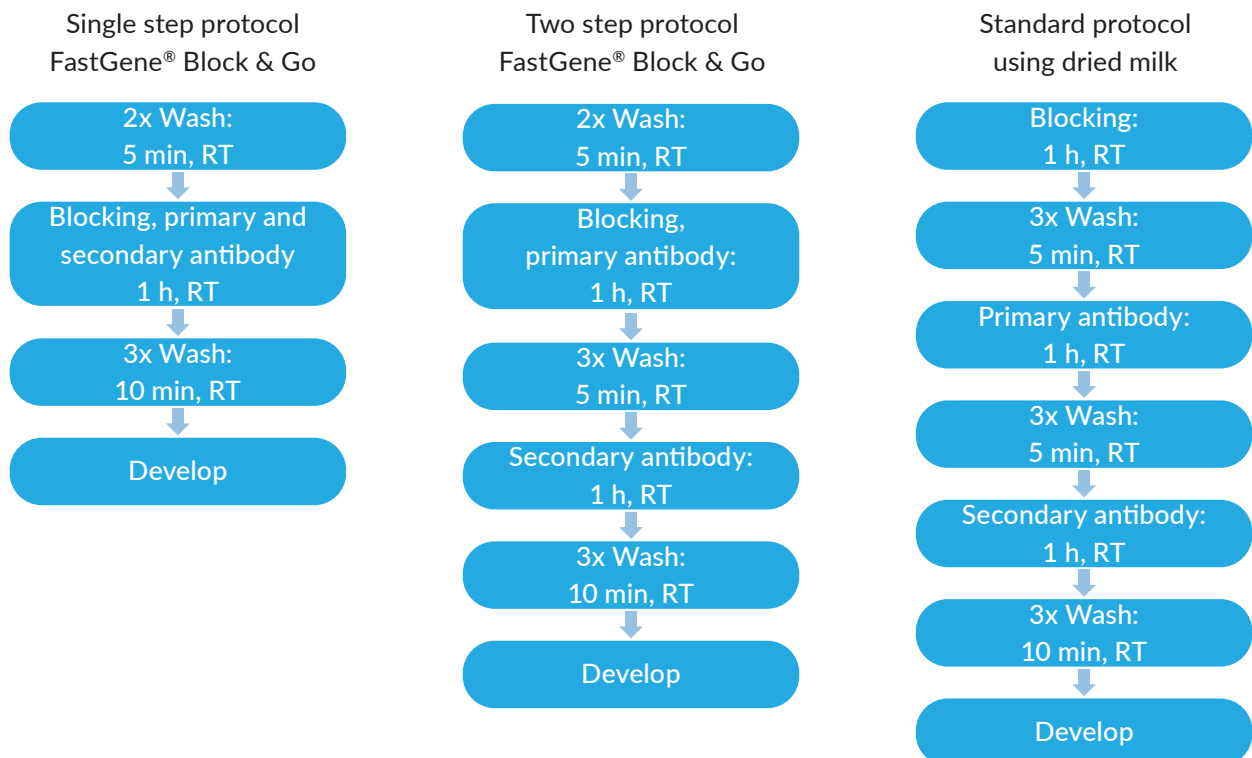 Single step protocol
FastGene® Block & Go
2x Wash:
5 min, RT
Blocking, primary and
secondary antibody
1 h, RT
3x Wash:
10 min, RT
Develop
Two step protocol
FastGene® Block & Go
2x Wash:
5 min, RT
Blocking,
primary antibody:
1 h, RT
3x Wash:
5 min, RT
Secondary antibody:
1 h, RT
3x Wash:
10 min, RT
Develop
Standard protocol
using dried milk
Blocking:
1 h, RT
3x Wash:
5 min, RT
Primary antibody:
1 h, RT
3x Wash:
5 min, RT
Secondary antibody:
1 h, RT
3x Wash:
10 min, RT
Develop